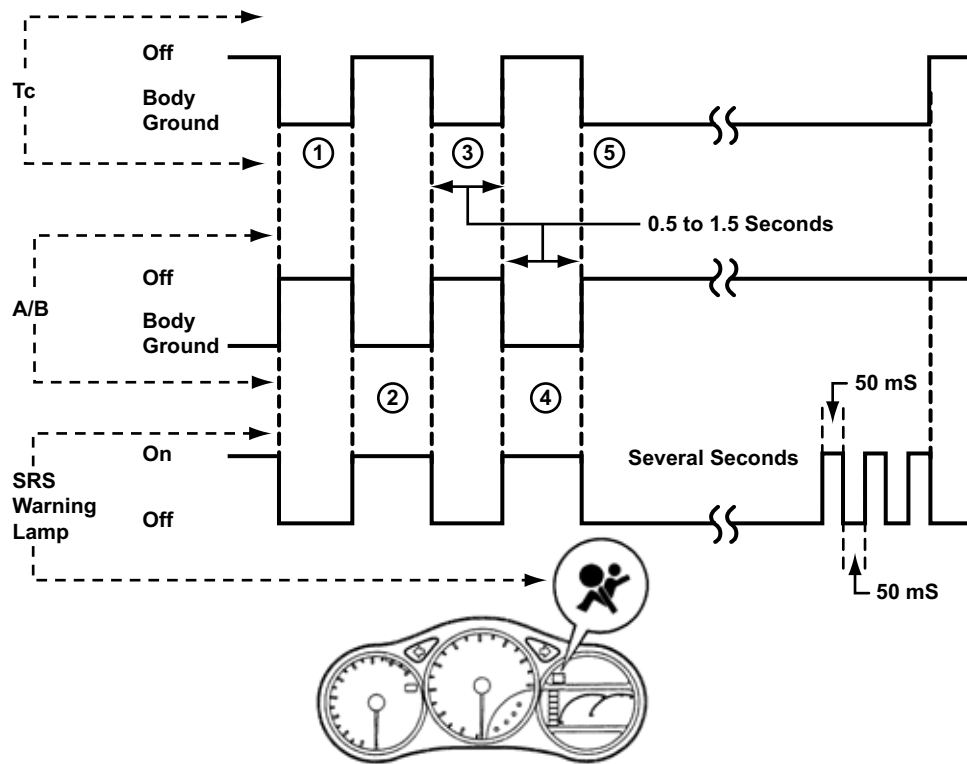 Off
Tc
Body
Ground
1
3
5
0.5 to 1.5 Seconds
Off
A/B
Body
Ground
2
4
50 mS
On
Several Seconds
SRS
Warning
Lamp
Off
50 mS